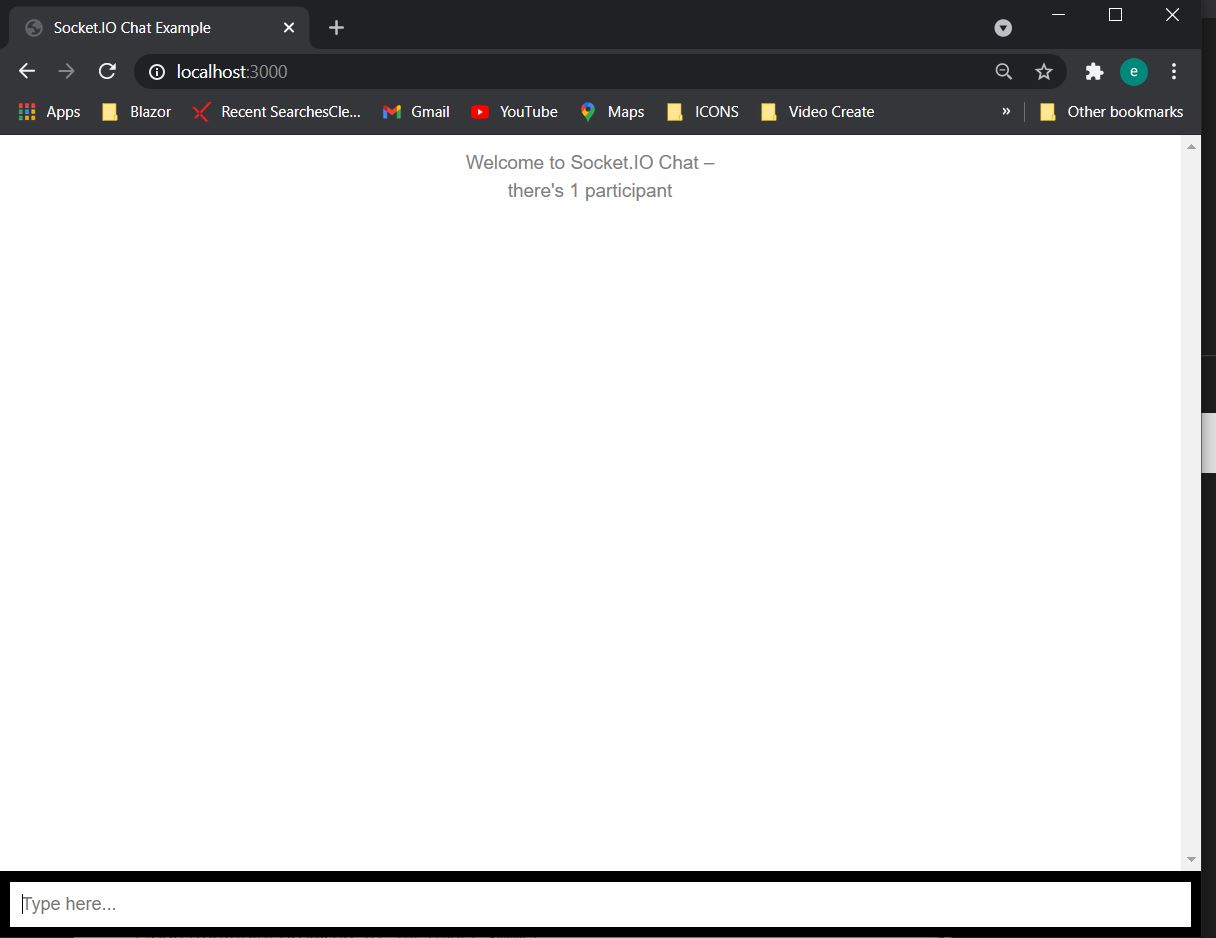 Socket.IO Chat Example
localhost:3000
e
Apps Blazor Recent SearchesCle... Gmail YouTube Maps ICONS Video Create » Other bookmarks
Welcome to Socket.IO Chat –
there's 1 participant
Type here...